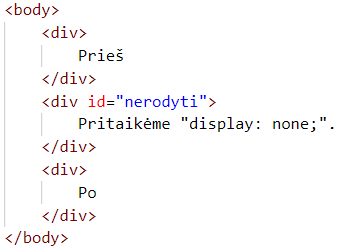 <body>
<div>
Prieš
</div>
<div id="nerodyti">
Pritaikėme "display: none;".
</div>
<div>
Po
</div>
</body>